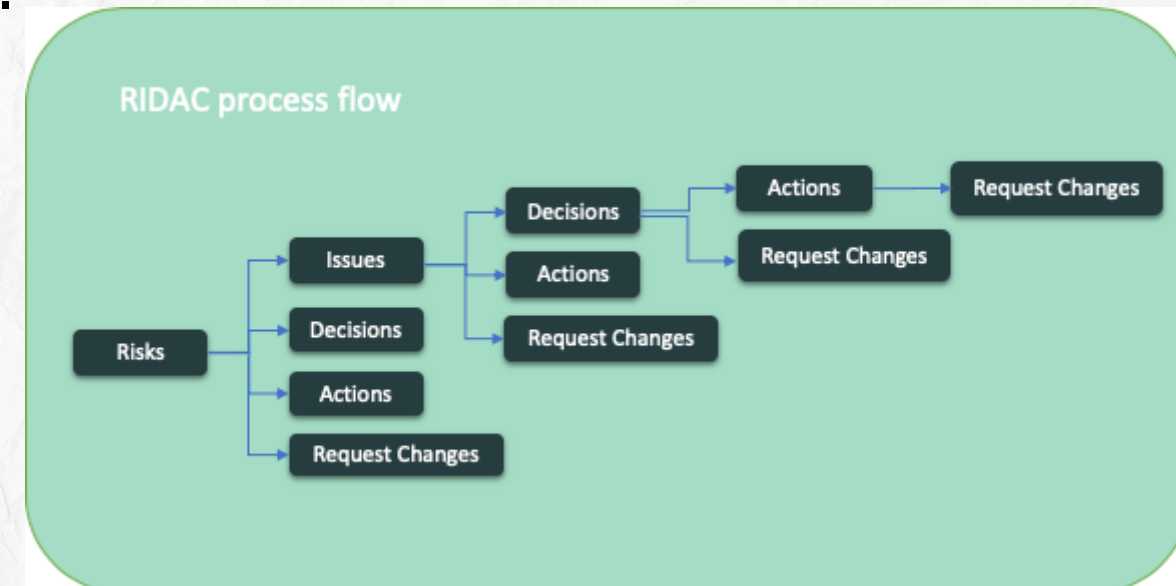 RIDAC process flow
Risks
Issues
Decisions
Actions
Request Changes
Decisions
Actions
Request Changes
Actions
Request Changes
Request Changes